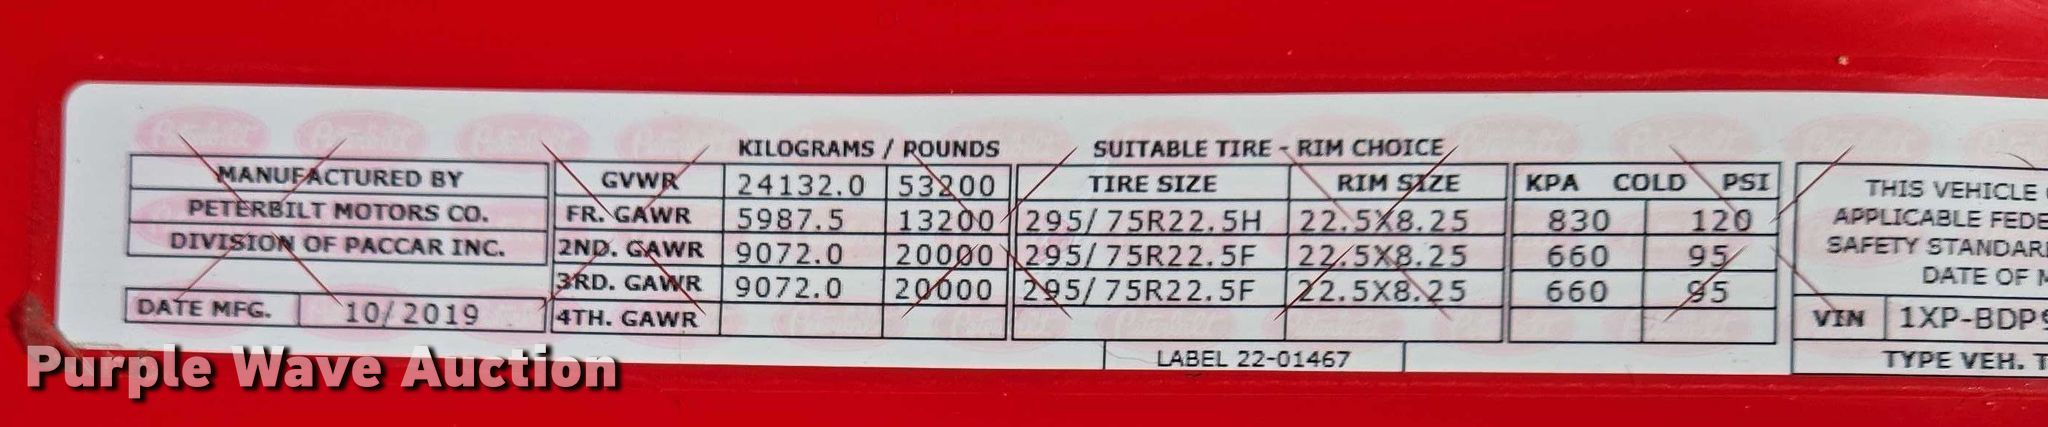 KILOGRAMS / POUNDS SUITABLE TIRE - RIM CHOICE
MANUFACTURED BY GVWR 24132.0 53200 TIRE SIZE RIM SIZE KPA COLD PSI THIS VEHICLE
PETERBILT MOTORS CO. FR. GAWR 5987.5 13200 295/75R22.5H 22.5X8.25 830 120 APPLICABLE FEDE
DIVISION OF PACCAR INC. 2ND. GAWR 9072.0 20000 295/75R22.5F 22.5X8.25 660 95 SAFETY STANDAR
3RD. GAWR 9072.0 20000 295/75R22.5F 22.5X8.25 660 95 DATE OF
DATE MFG. 10/2019 4TH. GAWR VIN 1XP-BDP9
LABEL 22-01467 TYPE VEH. T
Purple Wave Auction